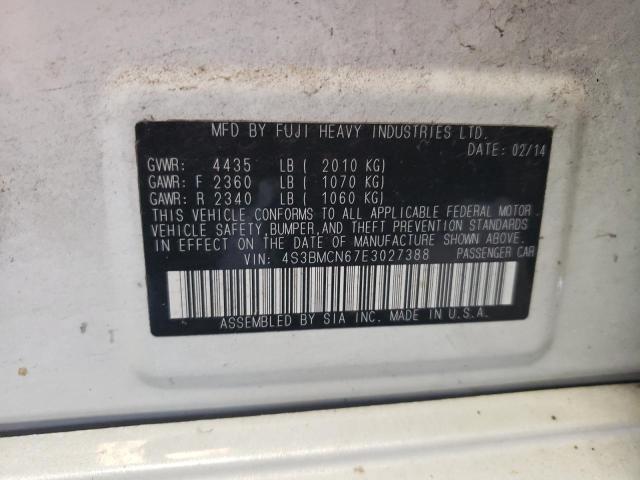 MFD BY FUJI HEAVY INDUSTRIES LTD.
DATE: 02/14
GVWR: 4435 LB ( 2010 KG)
GAWR: F 2360 LB ( 1070 KG)
GAWR: R 2340 LB ( 1060 KG)
THIS VEHICLE CONFORMS TO ALL APPLICABLE FEDERAL MOTOR
VEHICLE SAFETY, BUMPER, AND THEFT PREVENTION STANDARDS
IN EFFECT ON THE DATE OF MANUFACTURE SHOWN ABOVE.
VIN: 4S3BMCN67E3027388 PASSENGER CAR
ASSEMBLED BY SIA INC. MADE IN U.S.A.